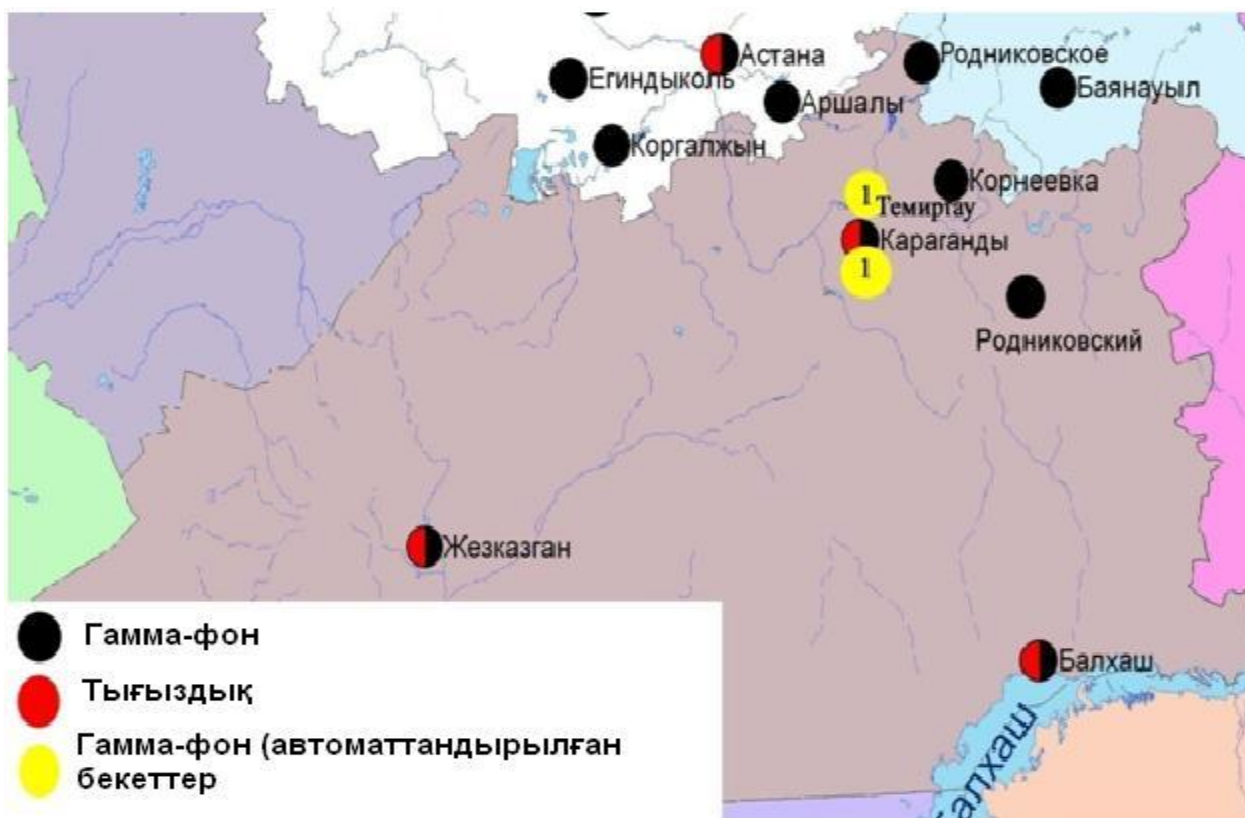 Астана
Родниковское
Егиндыколь
Баянауыл
Аршалы
Коргалжын
Корнеевка
1
Темиртау
Караганды
1
Родниковский
Жезказган
Балхаш
Балхаш
Гамма-фон
Тығыздық
Гамма-фон (автоматтандырылған
бекеттер